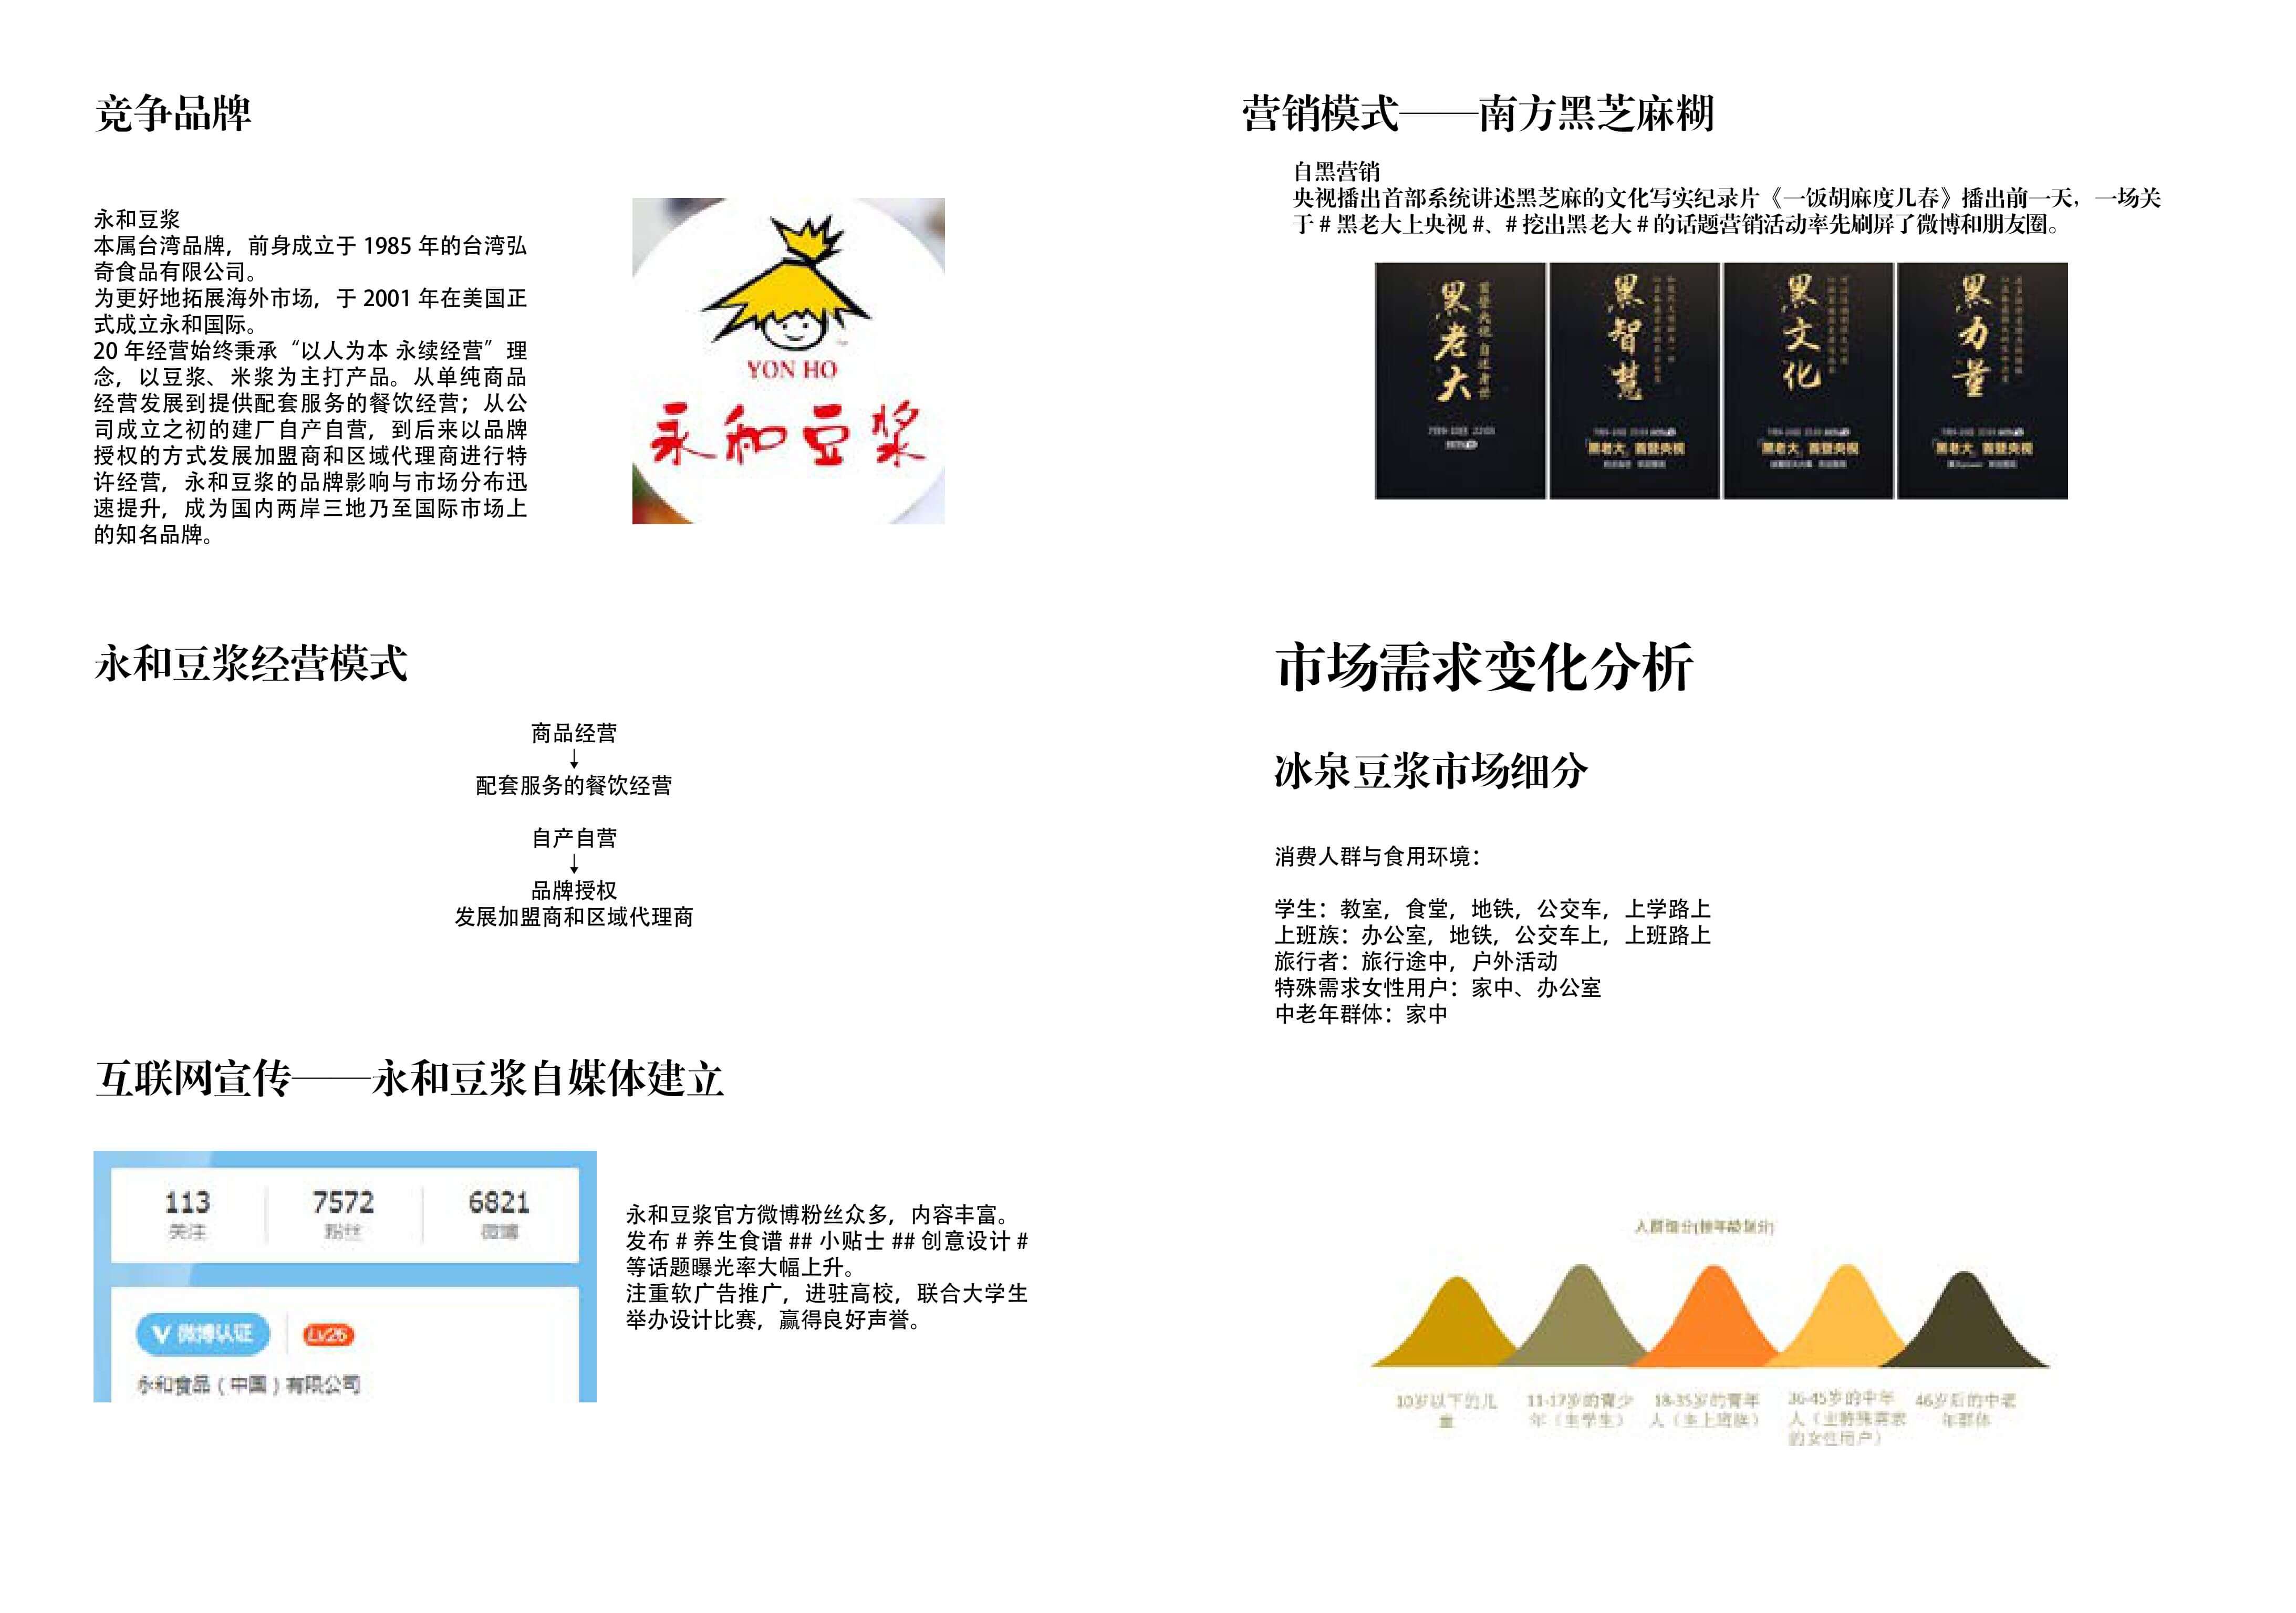 竞争品牌
永和豆浆
本属台湾品牌，前身成立于 1985 年的台湾弘
奇食品有限公司。
为更好地拓展海外市场，于 2001 年在美国正
式成立永和国际。
20 年经营始终秉承“以人为本 永续经营”理
念，以豆浆、米浆为主打产品。从单纯商品
经营发展到提供配套服务的餐饮经营；从公
司成立之初的建厂自产自营，到后来以品牌
授权的方式发展加盟商和区域代理商进行特
许经营，永和豆浆的品牌影响与市场分布迅
速提升，成为国内两岸三地乃至国际市场上
的知名品牌。
YON HO
永和豆浆
永和豆浆经营模式
商品经营
↓
配套服务的餐饮经营
自产自营
↓
品牌授权
发展加盟商和区域代理商
互联网宣传——永和豆浆自媒体建立
113 7572 6821
关注 粉丝 微博
V 微博认证 Lv26
永和食品（中国）有限公司
永和豆浆官方微博粉丝众多，内容丰富。
发布 # 养生食谱 ## 小贴士 ## 创意设计 #
等话题曝光率大幅上升。
注重软广告推广，进驻高校，联合大学生
举办设计比赛，赢得良好声誉。
营销模式——南方黑芝麻糊
自黑营销
央视播出首部系统讲述黑芝麻的文化写实纪录片《一饭胡麻度几春》播出前一天，一场关
于 # 黑老大上央视 #、# 挖出黑老大 # 的话题营销活动率先刷屏了微博和朋友圈。
黑老大
首登央视 自述身世
黑智慧
「黑老大」首登央视
黑文化
「黑老大」首登央视
黑力量
「黑老大」首登央视
市场需求变化分析
冰泉豆浆市场细分
消费人群与食用环境：
学生：教室，食堂，地铁，公交车，上学路上
上班族：办公室，地铁，公交车上，上班路上
旅行者：旅行途中，户外活动
特殊需求女性用户：家中、办公室
中老年群体：家中
人群细分(按年龄划分)
10岁以下的儿
童
11-17岁的青少
年（主学生）
18-35岁的青年
人（主上班族）
36-45岁的中年
人（主特殊需求
的女性用户）
46岁后的中老
年群体